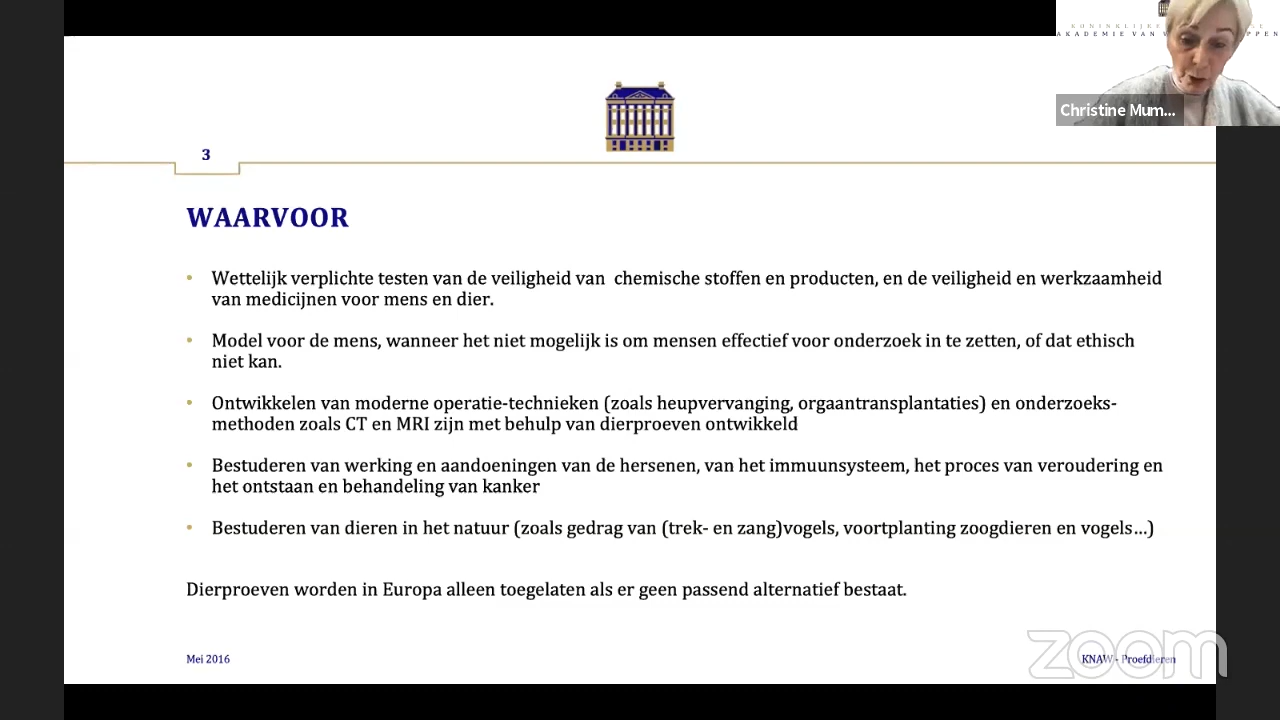 KONINKLIJKE
AKADEMIE VAN
Christine Mum...
3
WAARVOOR
• Wettelijk verplichte testen van de veiligheid van chemische stoffen en producten, en de veiligheid en werkzaamheid
van medicijnen voor mens en dier.
• Model voor de mens, wanneer het niet mogelijk is om mensen effectief voor onderzoek in te zetten, of dat ethisch
niet kan.
• Ontwikkelen van moderne operatie-technieken (zoals heupvervanging, orgaantransplantaties) en onderzoeks-
methoden zoals CT en MRI zijn met behulp van dierproeven ontwikkeld
• Bestuderen van werking en aandoeningen van de hersenen, van het immuunsysteem, het proces van veroudering en
het ontstaan en behandeling van kanker
• Bestuderen van dieren in het natuur (zoals gedrag van (trek- en zang)vogels, voortplanting zoogdieren en vogels...)
Dierproeven worden in Europa alleen toegelaten als er geen passend alternatief bestaat.
Mei 2016
KNAW - Proefdieren
zoom